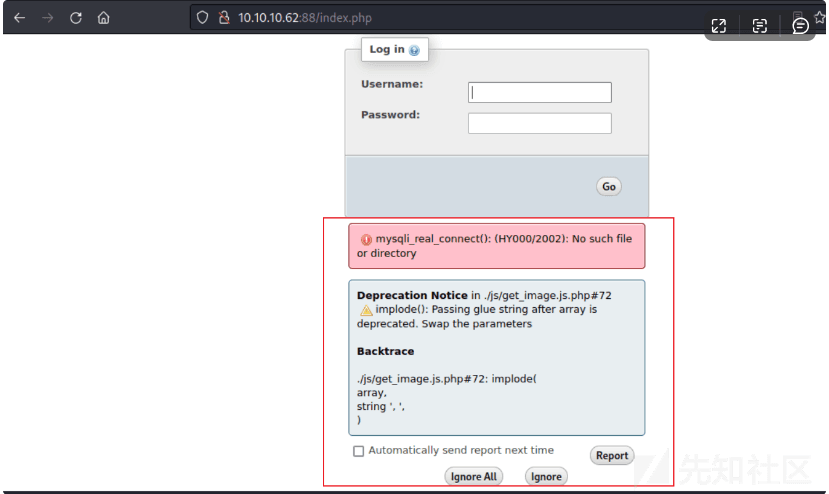 10.10.10.62:88/index.php
Log in
Username:
Password:
Go
mysqli_real_connect(): (HY000/2002): No such file
or directory
Deprecation Notice in ./js/get_image.js.php#72
implode(): Passing glue string after array is
deprecated. Swap the parameters
Backtrace
./js/get_image.js.php#72: implode(
array,
string ', ',
)
Automatically send report next time
Report
Ignore All
Ignore
先知社区